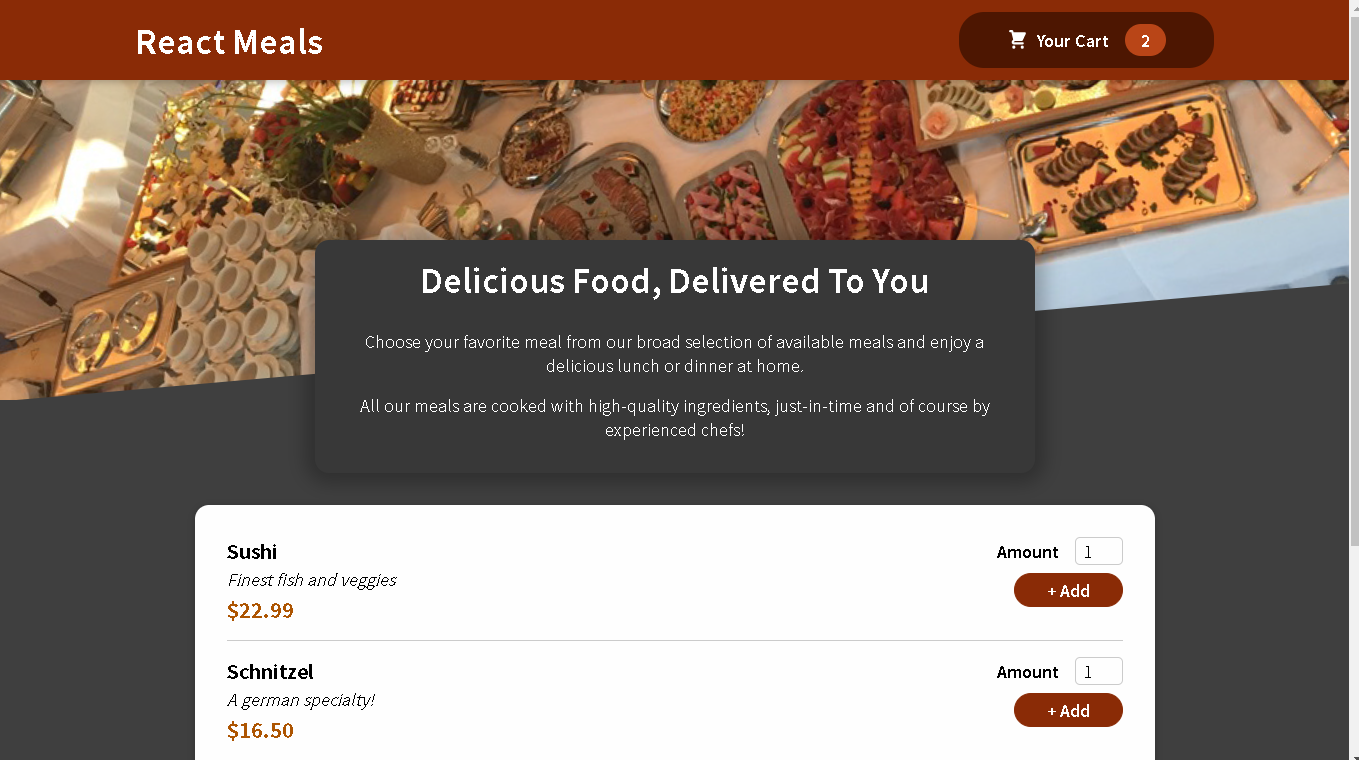 React Meals
Your Cart 2
Delicious Food, Delivered To You
Choose your favorite meal from our broad selection of available meals and enjoy a
delicious lunch or dinner at home.
All our meals are cooked with high-quality ingredients, just-in-time and of course by
experienced chefs!
Sushi
Finest fish and veggies
$22.99
Amount 1
+ Add
Schnitzel
A german specialty!
$16.50
Amount 1
+ Add